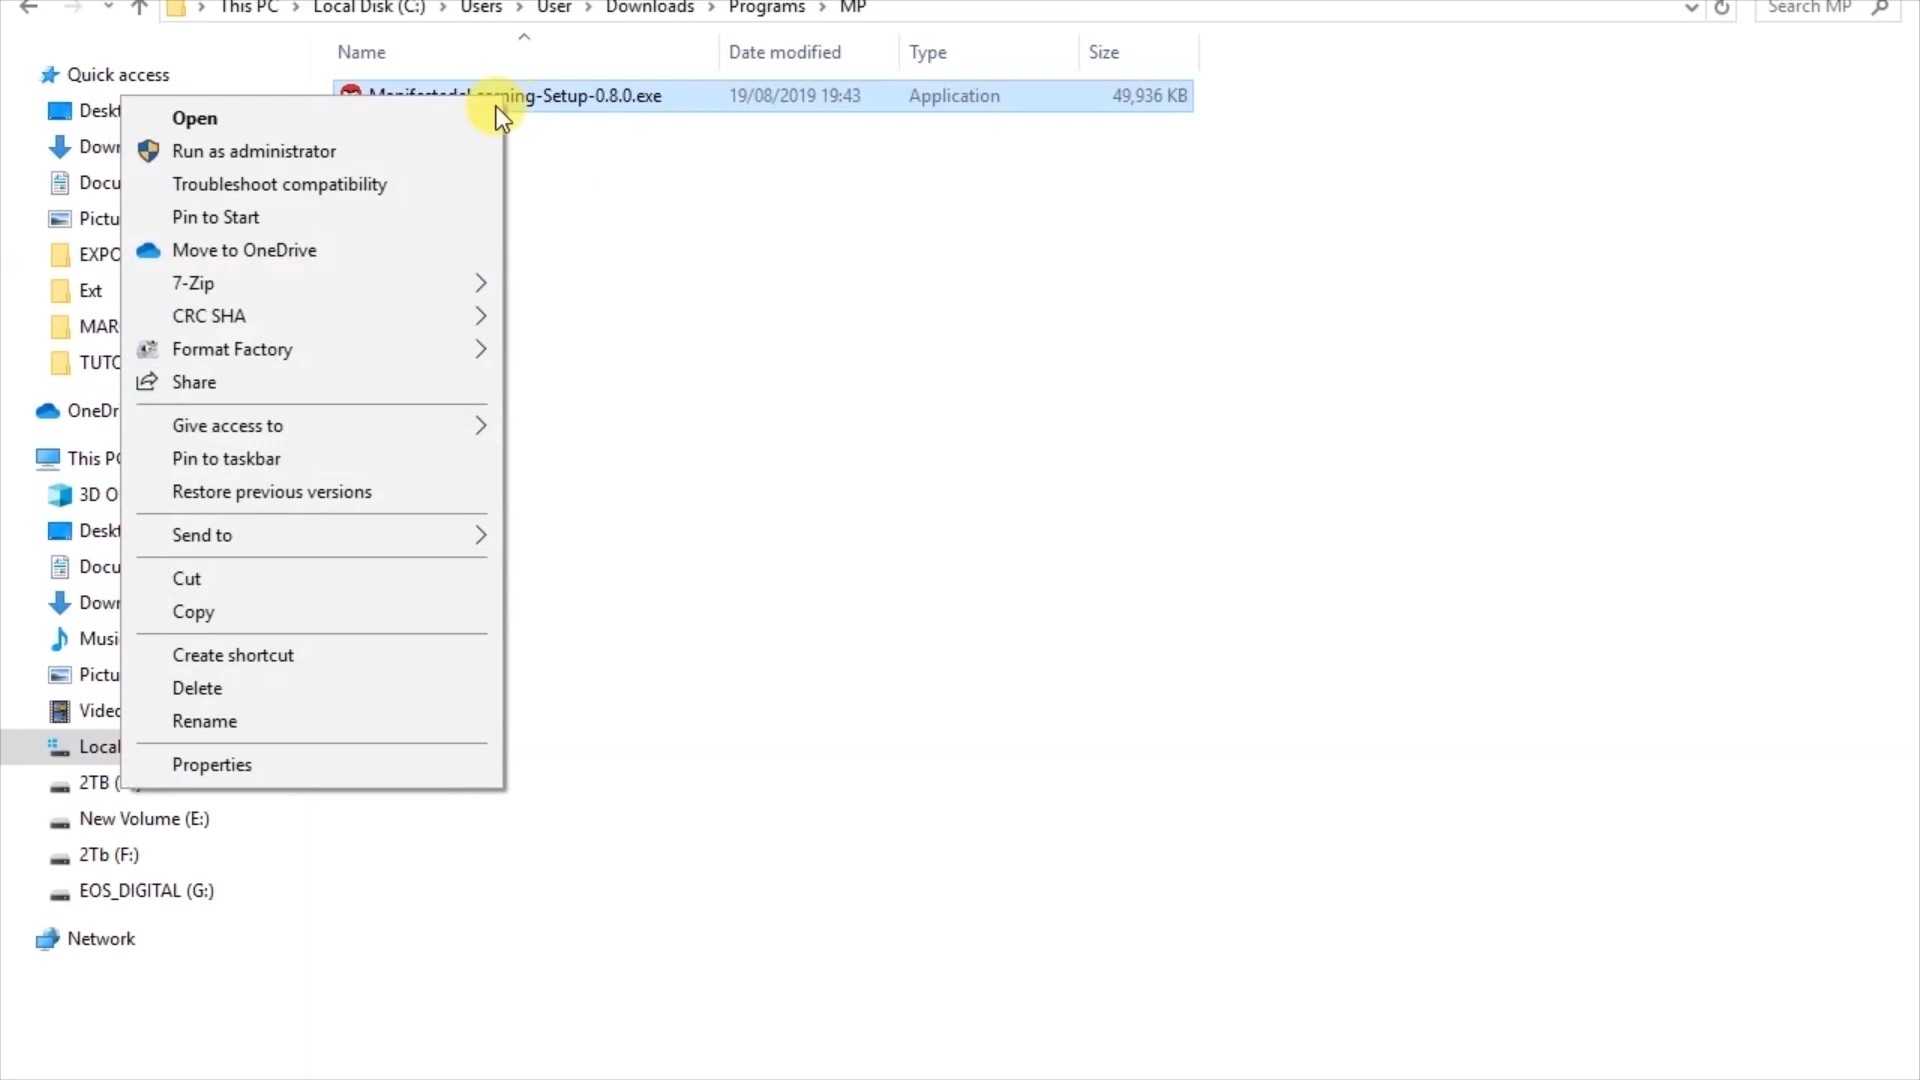 This PC > Local Disk (C:) > Users > User > Downloads > Programs > MP
Search MP
Name
Date modified
Type
Size
Quick access
-Setup-0.8.0.exe
19/08/2019 19:43
Application
49,936 KB
Deskt
Down
Docu
Pictu
EXPO
Ext
MAR
TUTO
OneDr
This PC
3D O
Deskt
Docu
Down
Musi
Pictu
Video
Local
2TB (
New Volume (E:)
2Tb (F:)
EOS_DIGITAL (G:)
Network
Open
Run as administrator
Troubleshoot compatibility
Pin to Start
Move to OneDrive
7-Zip
CRC SHA
Format Factory
Share
Give access to
Pin to taskbar
Restore previous versions
Send to
Cut
Copy
Create shortcut
Delete
Rename
Properties